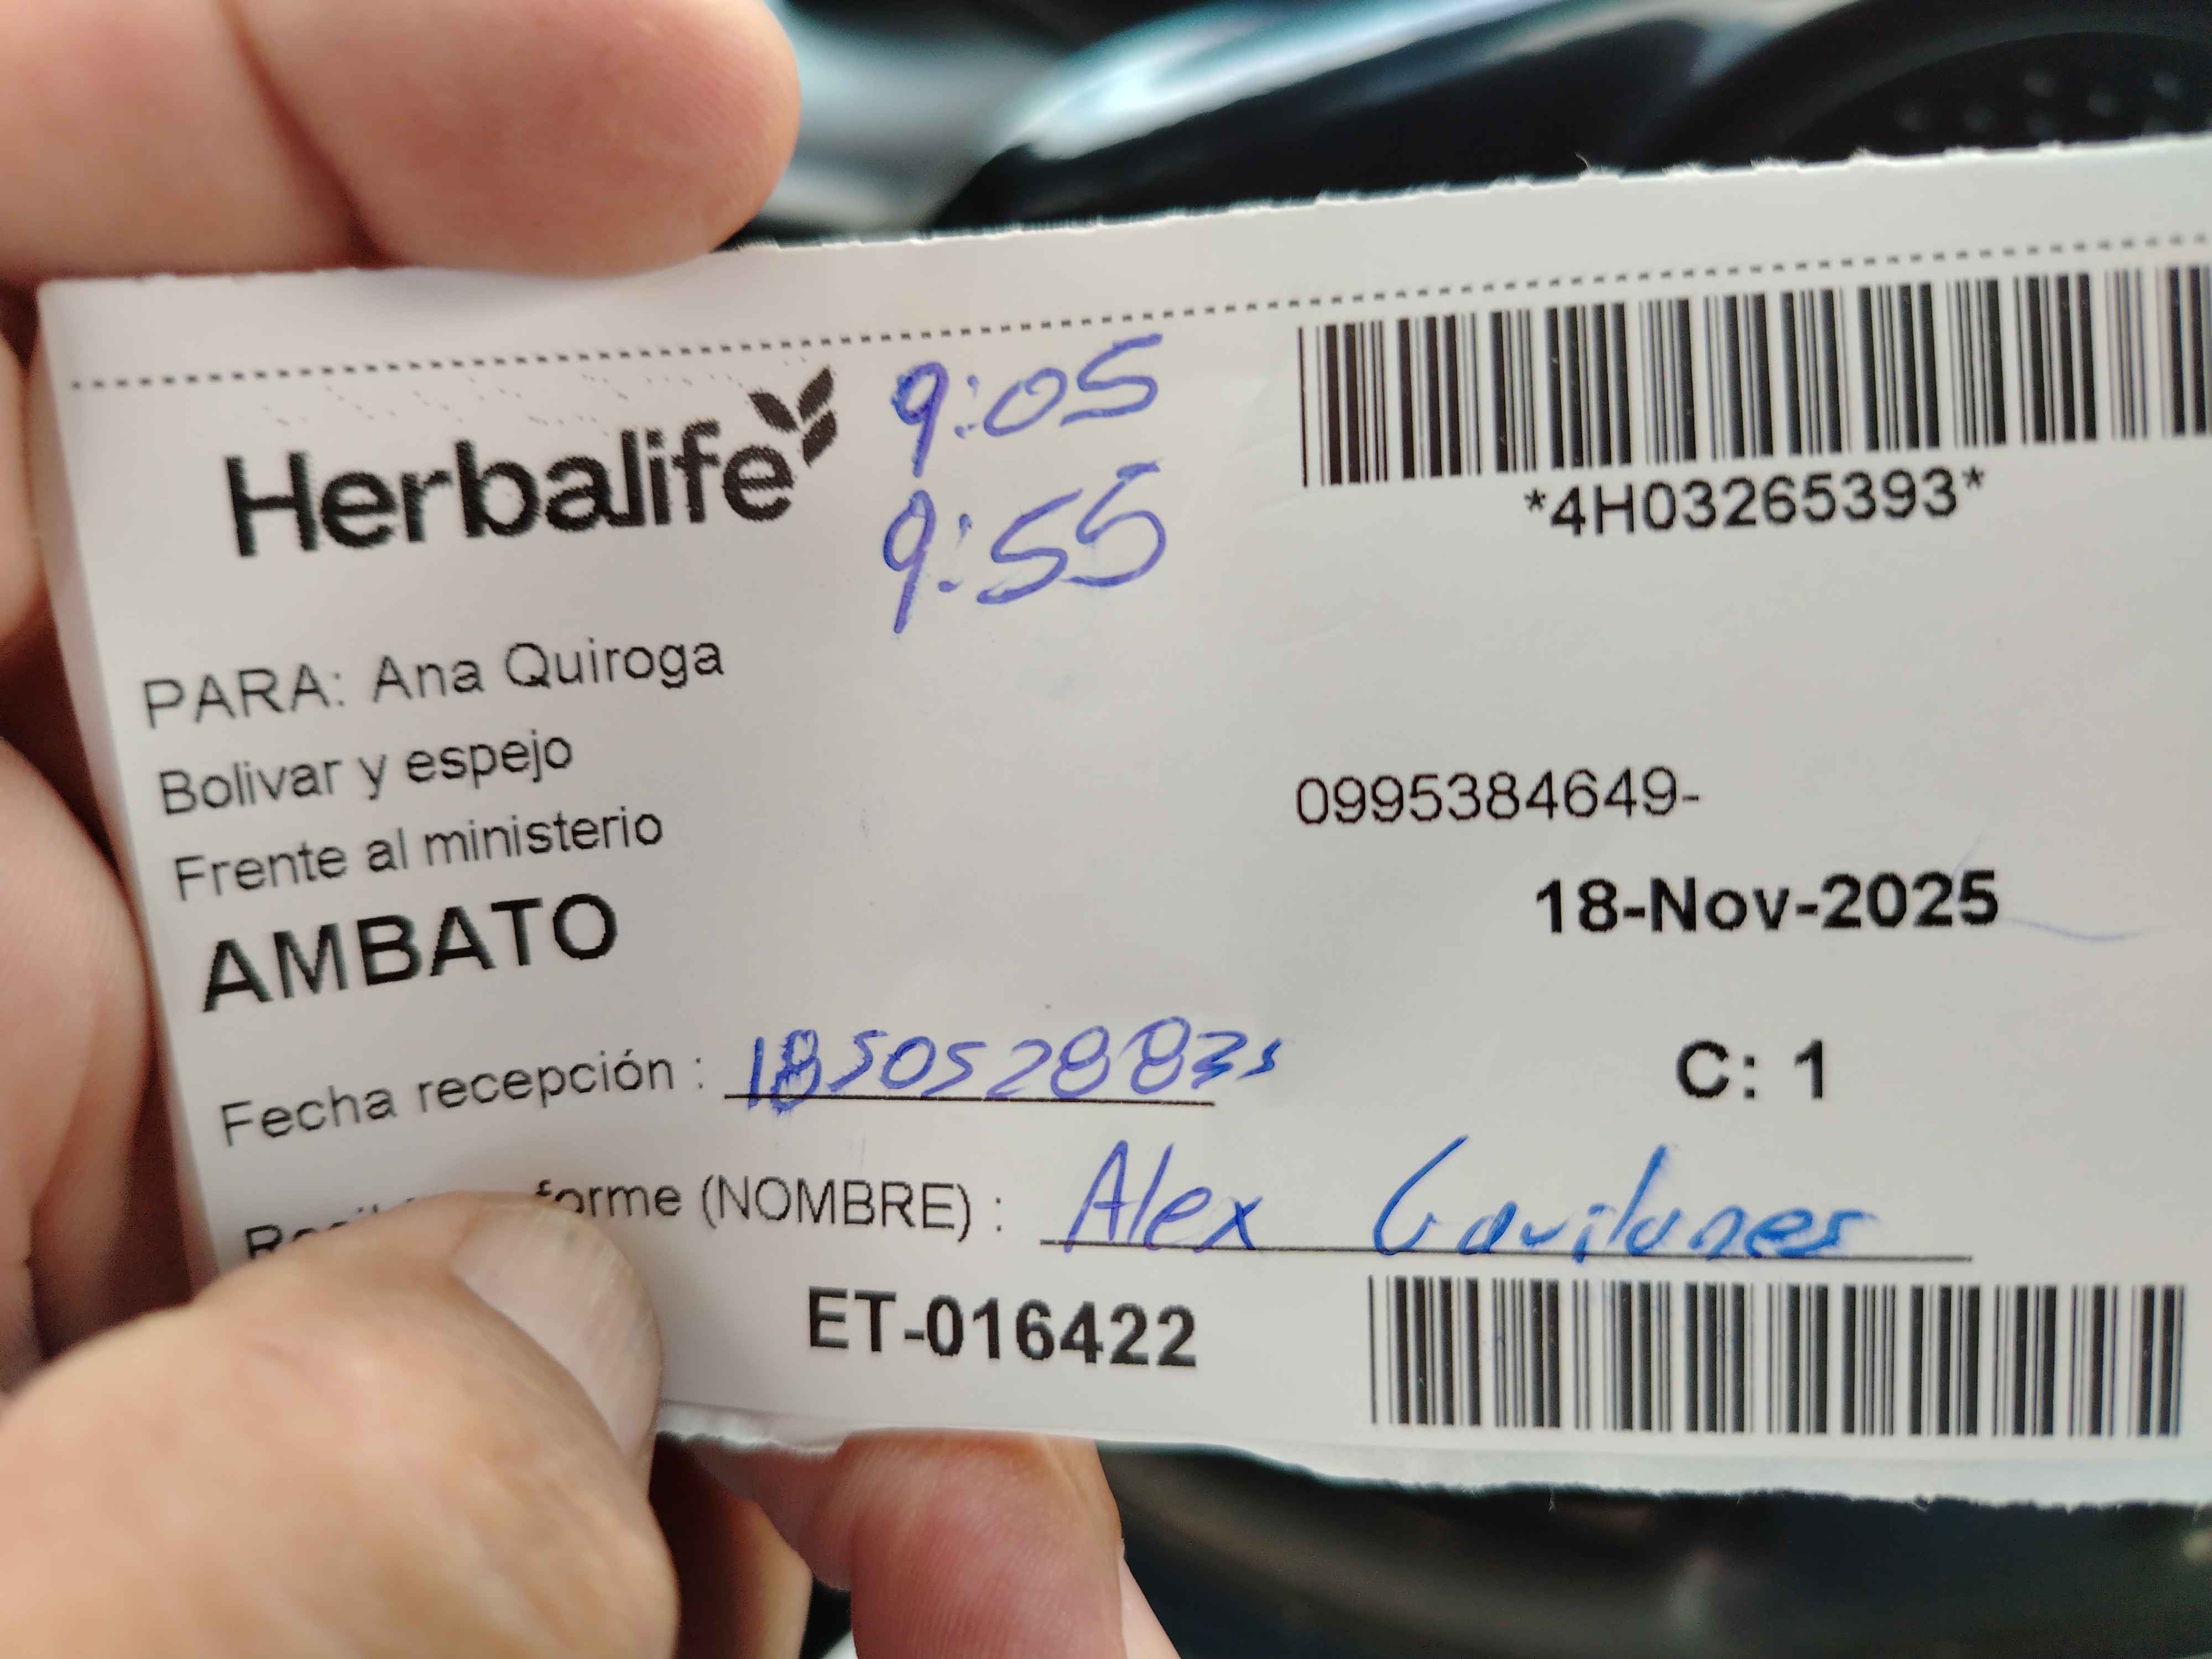 Herbalife
9:05
9:55
*4H03265393*
PARA: Ana Quiroga
Bolivar y espejo
Frente al ministerio
AMBATO
0995384649-
18-Nov-2025
C: 1
Fecha recepción :
forme (NOMBRE) : Alex Gavilanes
ET-016422